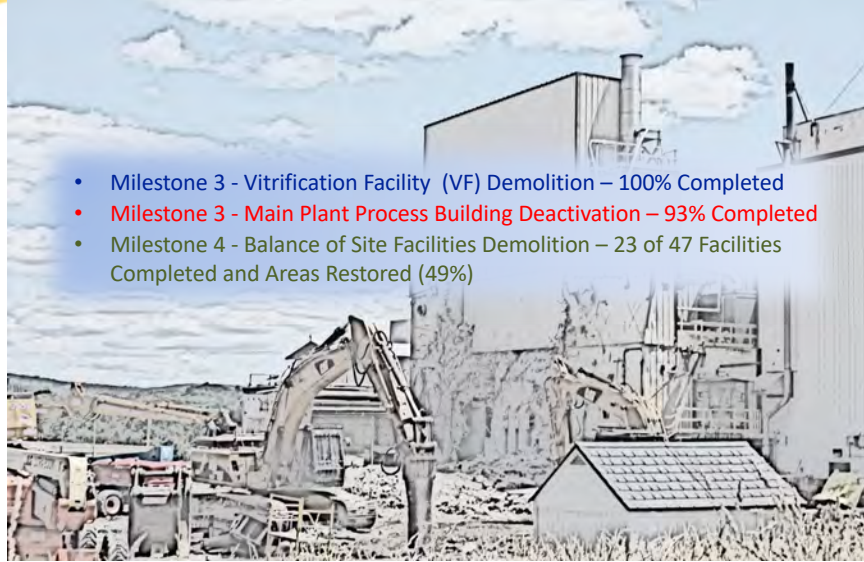 • Milestone 3 - Vitrification Facility (VF) Demolition – 100% Completed
• Milestone 3 - Main Plant Process Building Deactivation – 93% Completed
• Milestone 4 - Balance of Site Facilities Demolition – 23 of 47 Facilities
Completed and Areas Restored (49%)